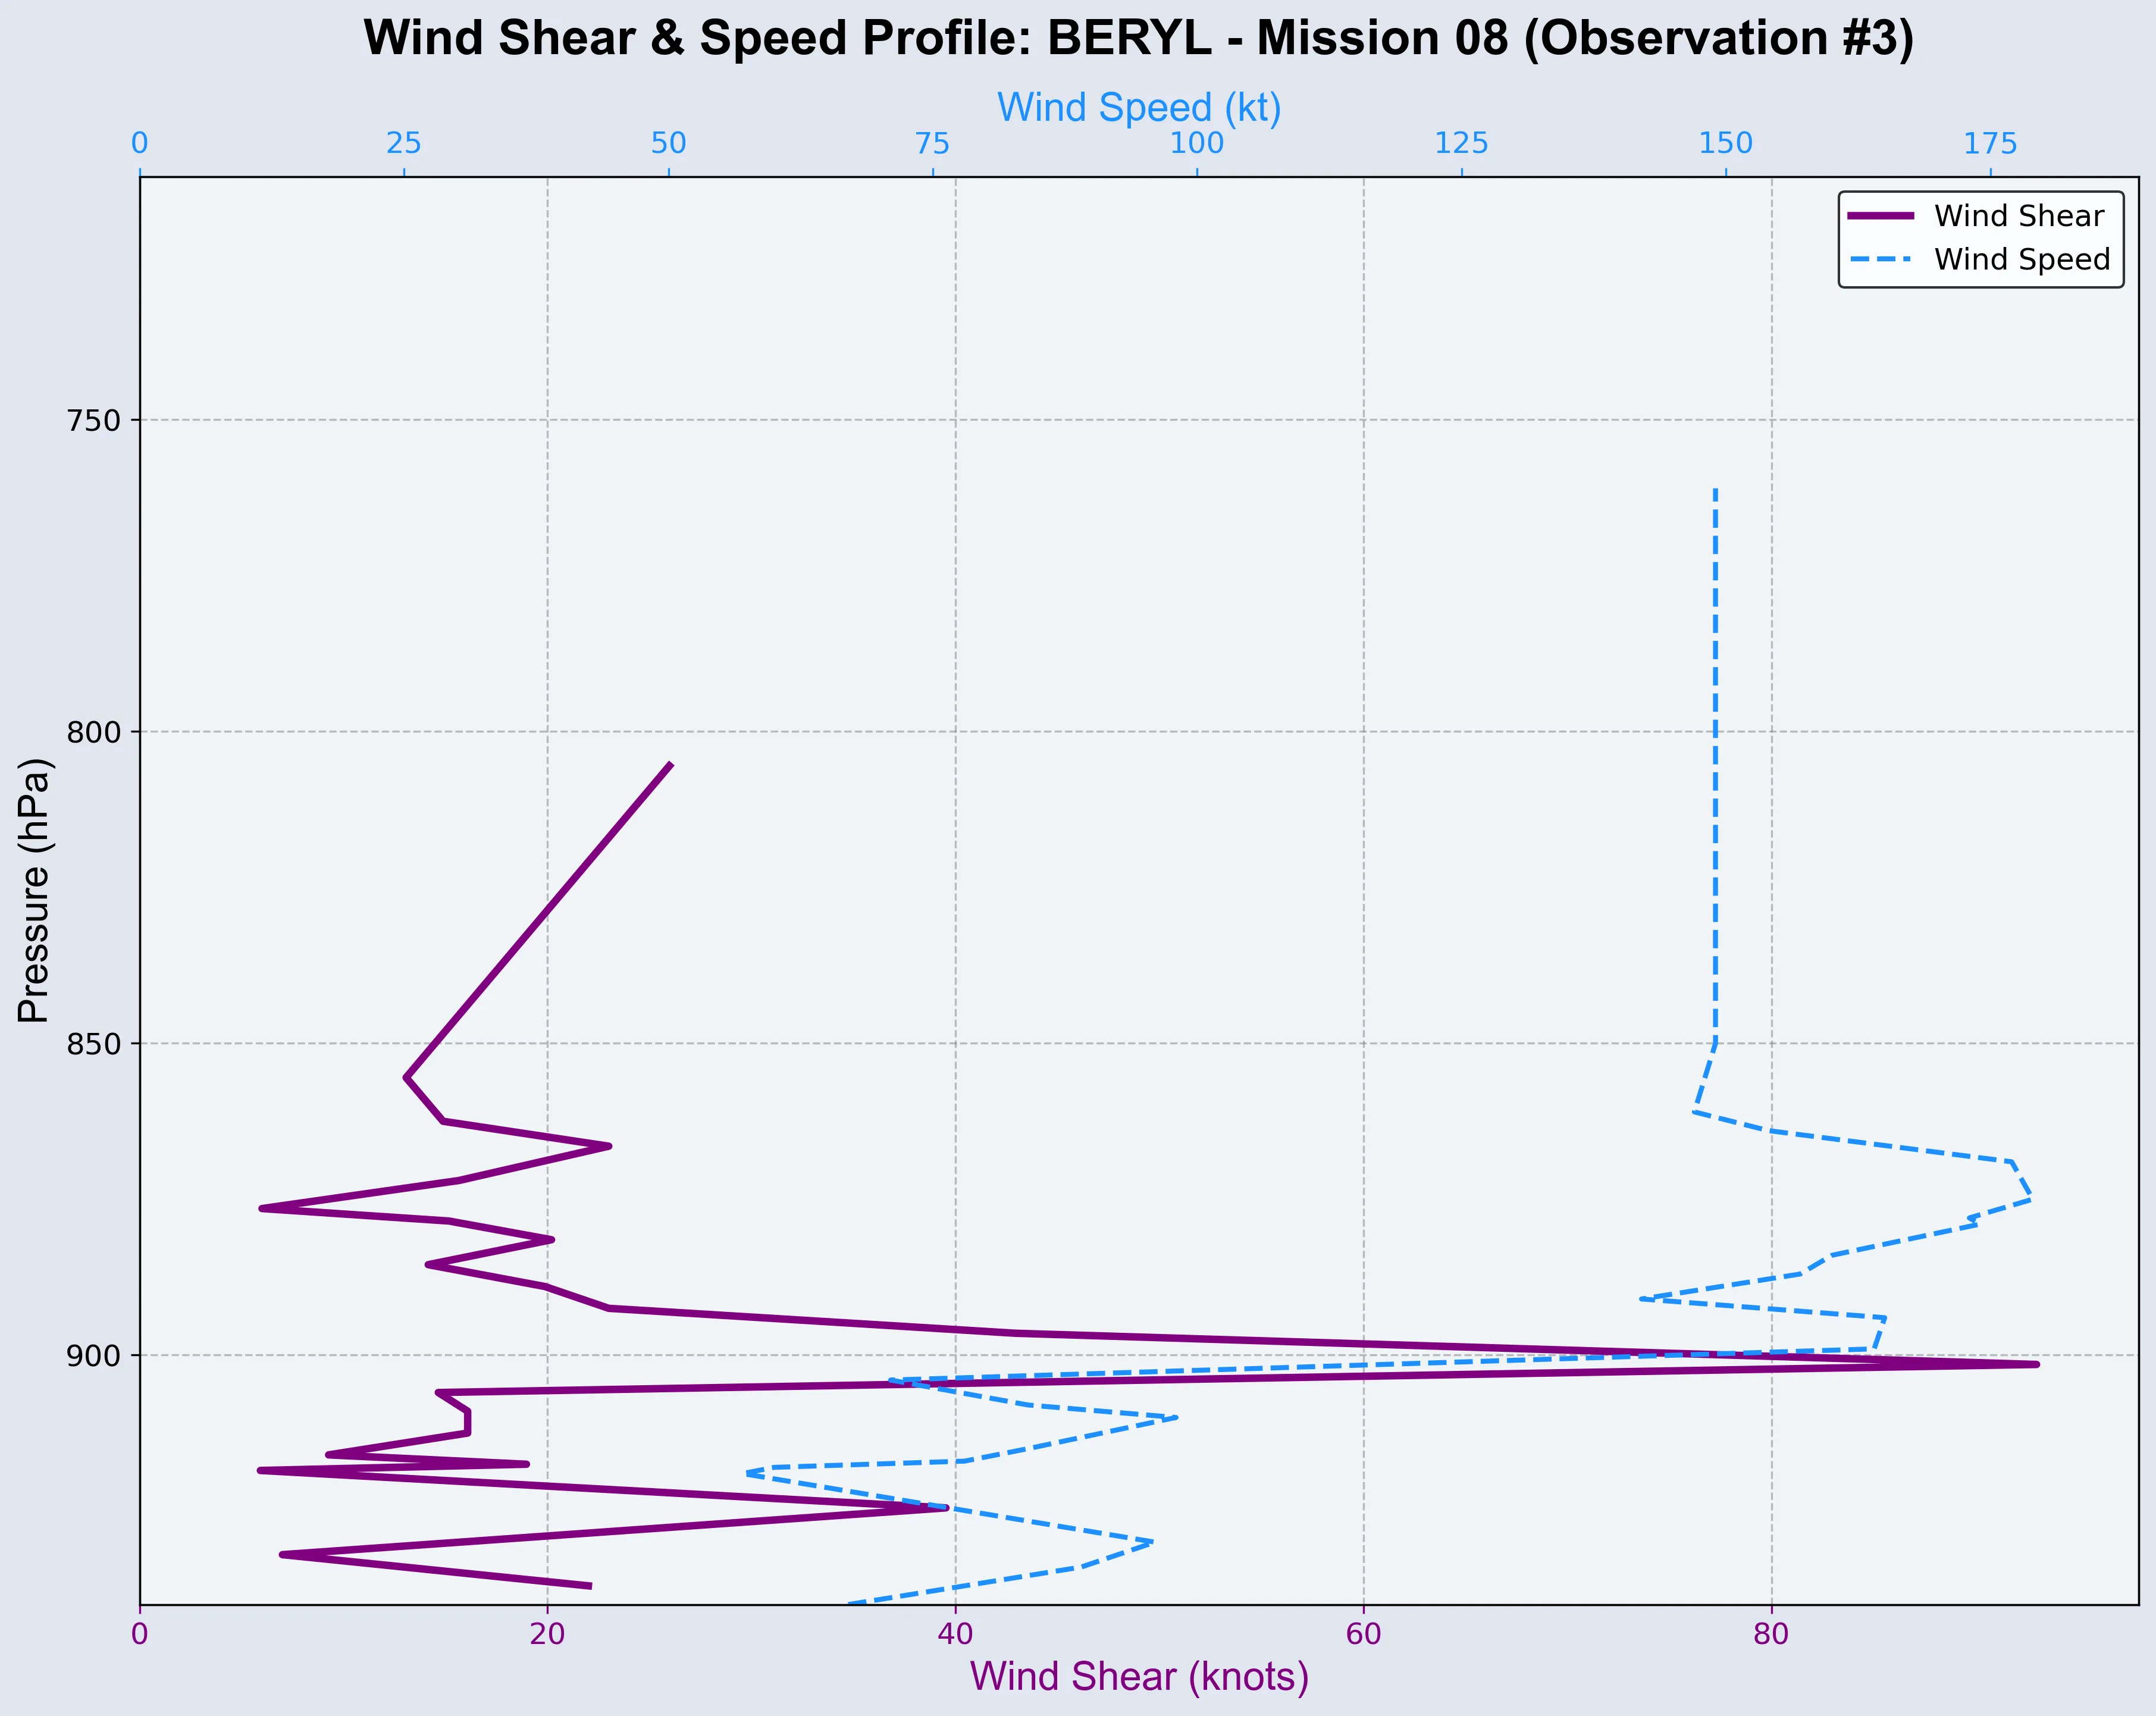 Wind Shear & Speed Profile: BERYL - Mission 08 (Observation #3)
Wind Speed (kt)
0 25 50 75 100 125 150 175
Wind Shear
Wind Speed
750
800
850
900
Pressure (hPa)
0 20 40 60 80
Wind Shear (knots)